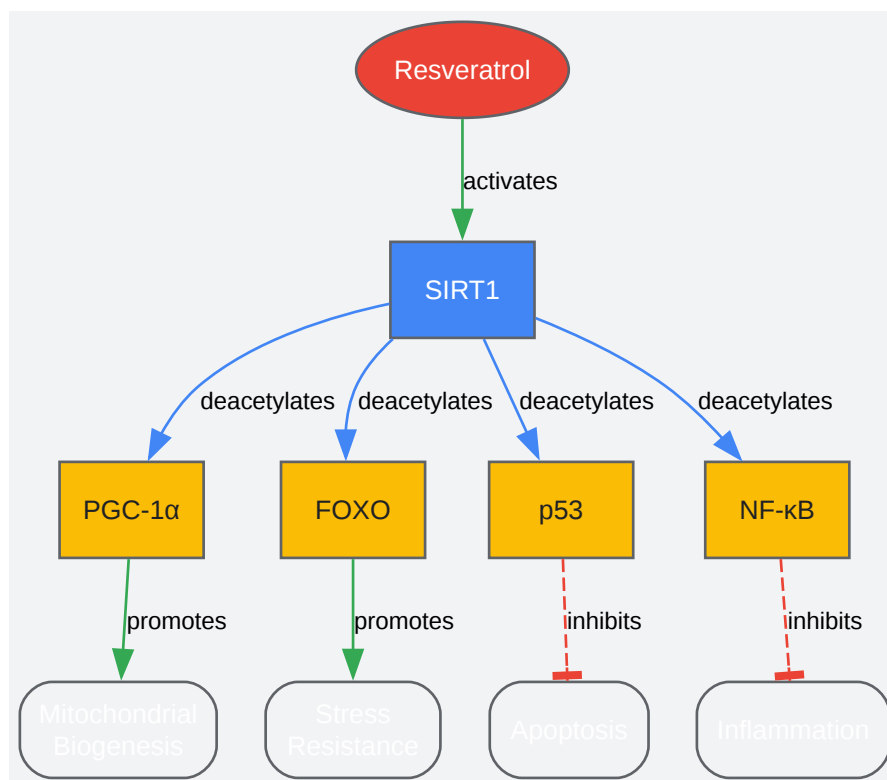 Resveratrol
activates
SIRT1
deacetylates
deacetylates
deacetylates
deacetylates
PGC-1α
FOXO
p53
NF-κB
promotes
promotes
inhibits
inhibits
Mitochondrial
Biogenesis
Stress
Resistance
Apoptosis
Inflammation